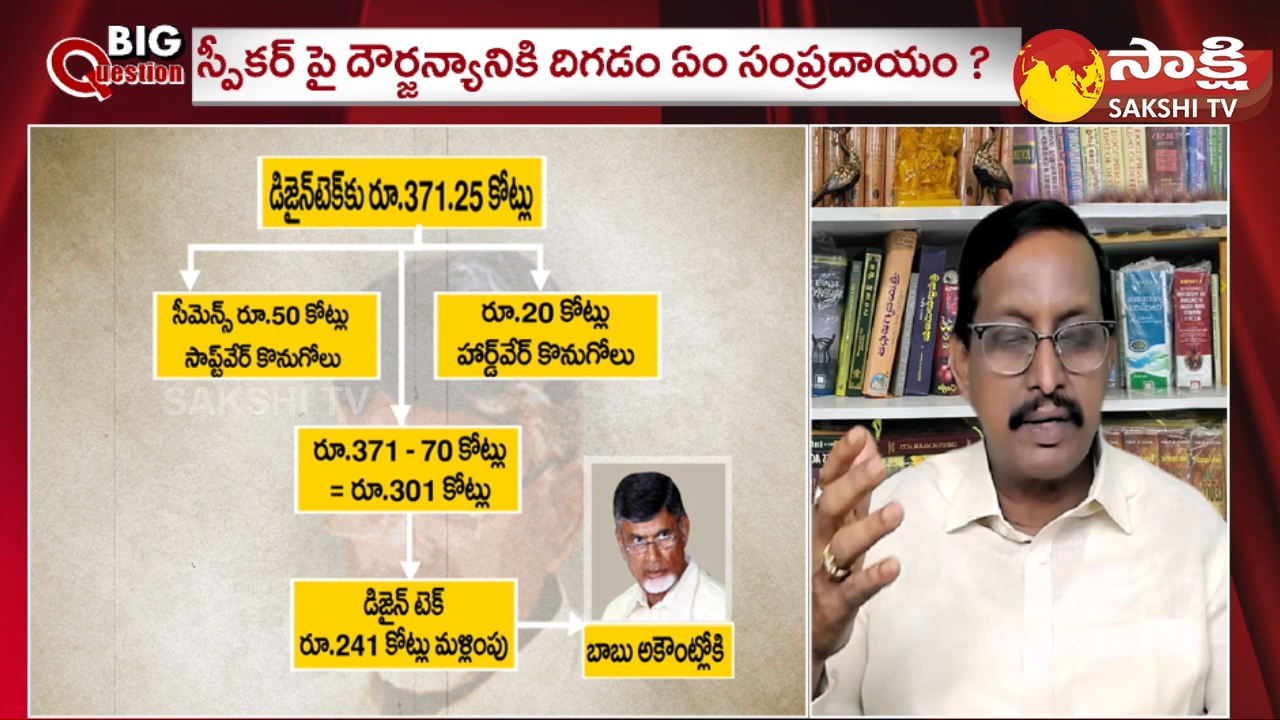 BIG
Question
స్పీకర్ పై దౌర్జన్యానికి దిగడం ఏం సంప్రదాయం ?
సాక్షి
SAKSHI TV
డిజైన్‌టెక్‌కు రూ.371.25 కోట్లు
సీమెన్స్ రూ.50 కోట్లు
సాఫ్ట్‌వేర్ కొనుగోలు
రూ.20 కోట్లు
హార్డ్‌వేర్ కొనుగోలు
SAKSHI TV
రూ.371 - 70 కోట్లు
= రూ.301 కోట్లు
డిజైన్ టెక్
రూ.241 కోట్లు మళ్లింపు
బాబు అకౌంట్లోకి